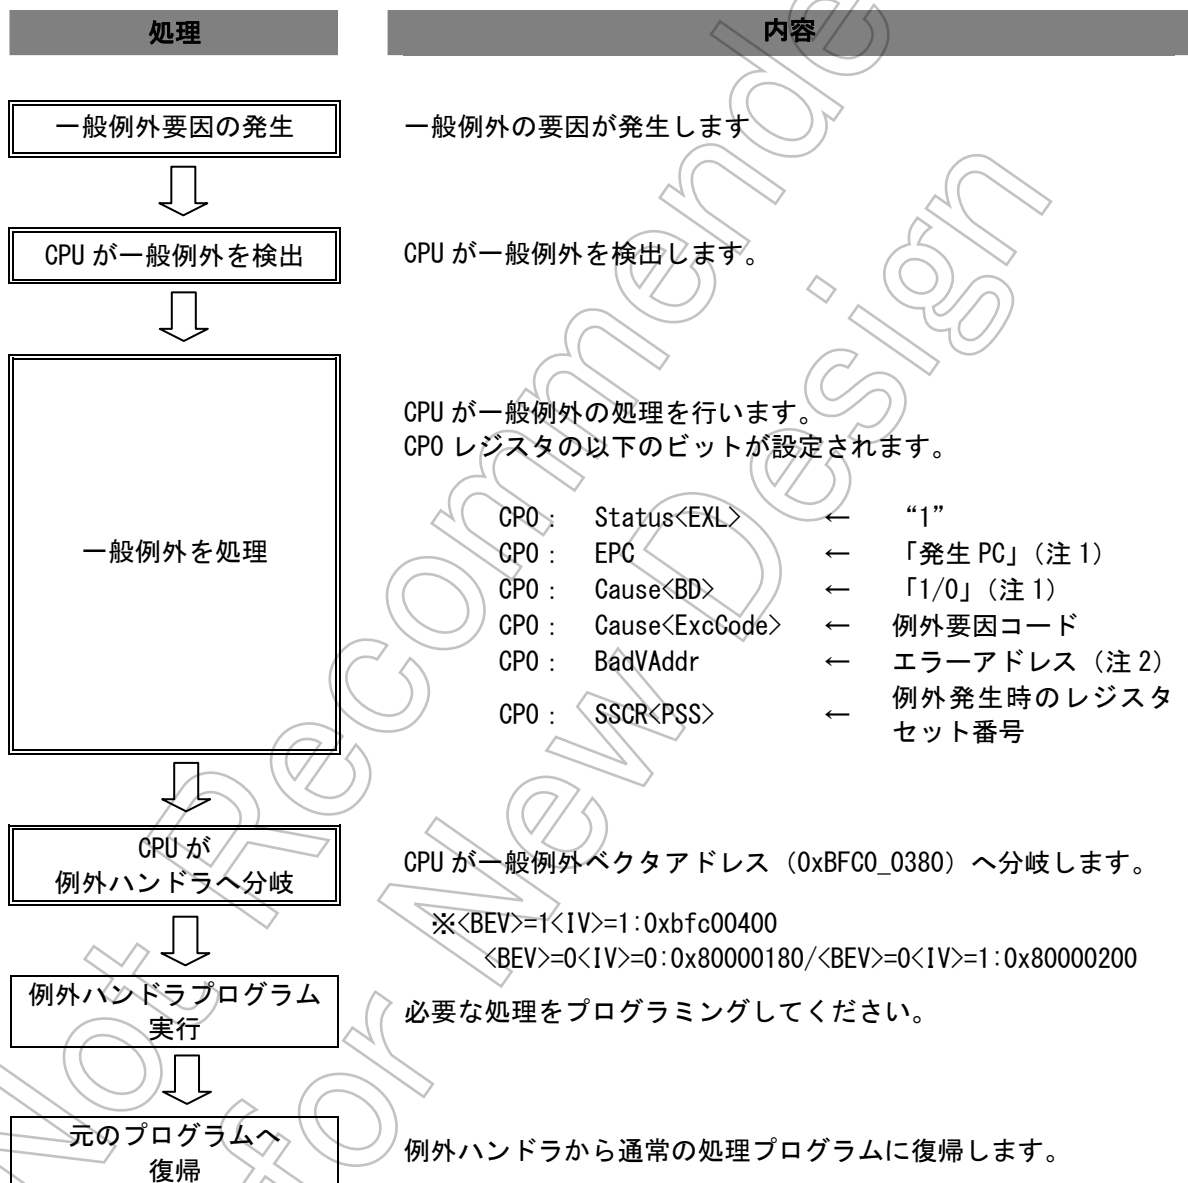 処理
内容
一般例外要因の発生
一般例外の要因が発生します
CPU が一般例外を検出
CPU が一般例外を検出します。
一般例外を処理
CPU が一般例外の処理を行います。
CP0 レジスタの以下のビットが設定されます。
CP0: Status<EXL> ← “1”
CP0: EPC ← 「発生 PC」(注 1)
CP0: Cause<BD> ← 「1/0」(注 1)
CP0: Cause<ExcCode> ← 例外要因コード
CP0: BadVAddr ← エラーアドレス(注 2)
CP0: SSCR<PSS> ← 例外発生時のレジスタ
セット番号
CPU が
例外ハンドラへ分岐
CPU が一般例外ベクタアドレス(0xBFC0_0380)へ分岐します。
※<BEV>=1<IV>=1:0xbfc00400
<BEV>=0<IV>=0:0x80000180/<BEV>=0<IV>=1:0x80000200
例外ハンドラプログラム
実行
必要な処理をプログラミングしてください。
元のプログラムへ
復帰
例外ハンドラから通常の処理プログラムに復帰します。
Not Recommende
for New Design